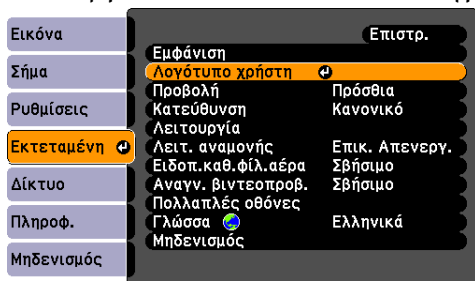 Εικόνα
Σήμα
Ρυθμίσεις
Εκτεταμένη
Δίκτυο
Πληροφ.
Μηδενισμός
Επιστρ.
Εμφάνιση
Λογότυπο χρήστη
Προβολή Πρόσθια
Κατεύθυνση Κανονικό
Λειτουργία
Λειτ. αναμονής Επικ. Απενεργ.
Ειδοπ.καθ.φίλ.αέρα Σβήσιμο
Αναγν. βιντεοπροβ. Σβήσιμο
Πολλαπλές οθόνες
Γλώσσα Ελληνικά
Μηδενισμός